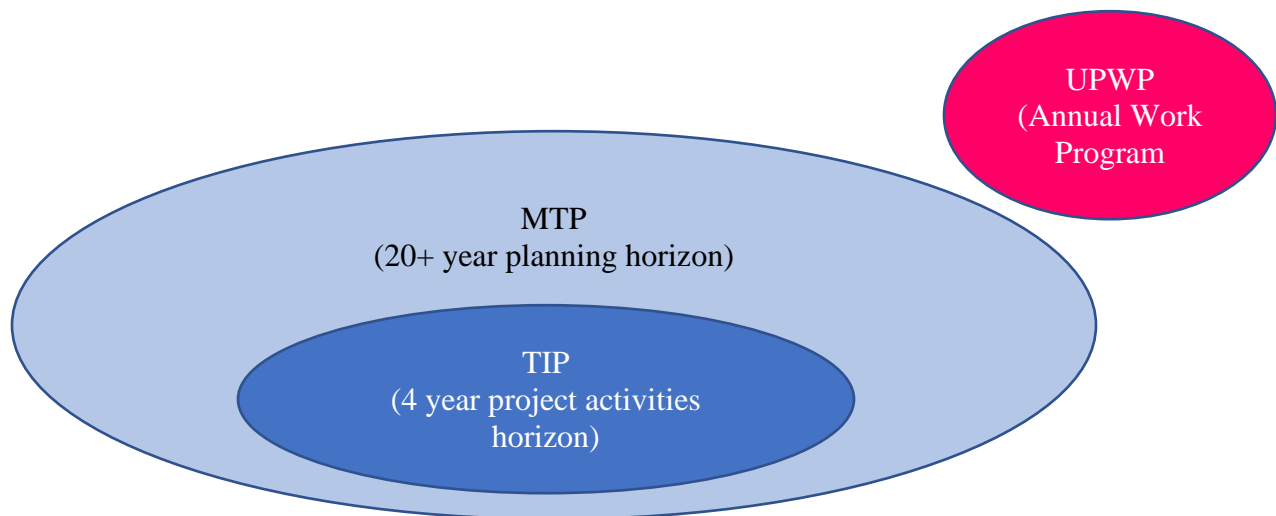 UPWP
(Annual Work
Program
MTP
(20+ year planning horizon)
TIP
(4 year project activities
horizon)